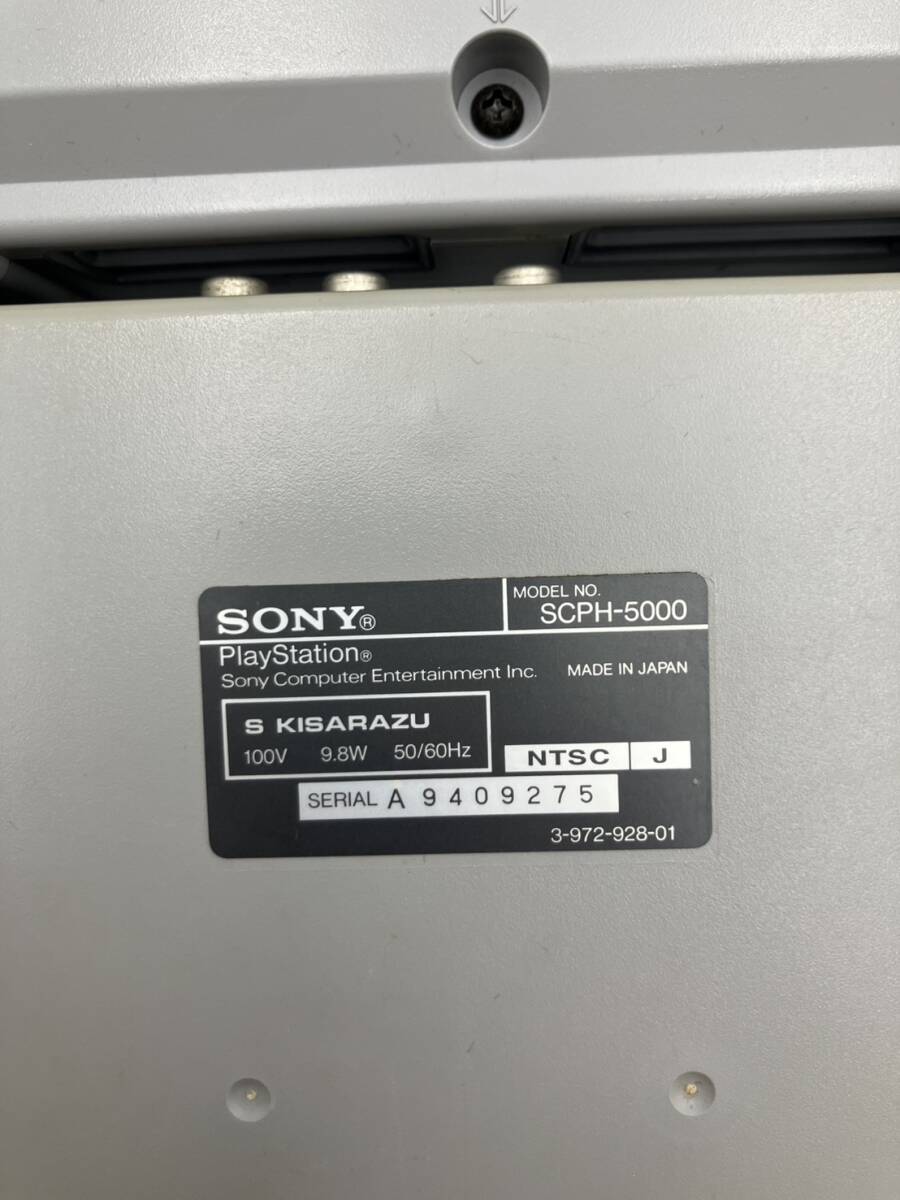 SONY®
MODEL NO.
SCPH-5000
PlayStation®
Sony Computer Entertainment Inc.
MADE IN JAPAN
S KISARAZU
100V 9.8W 50/60Hz
NTSC J
SERIAL A 9409275
3-972-928-01